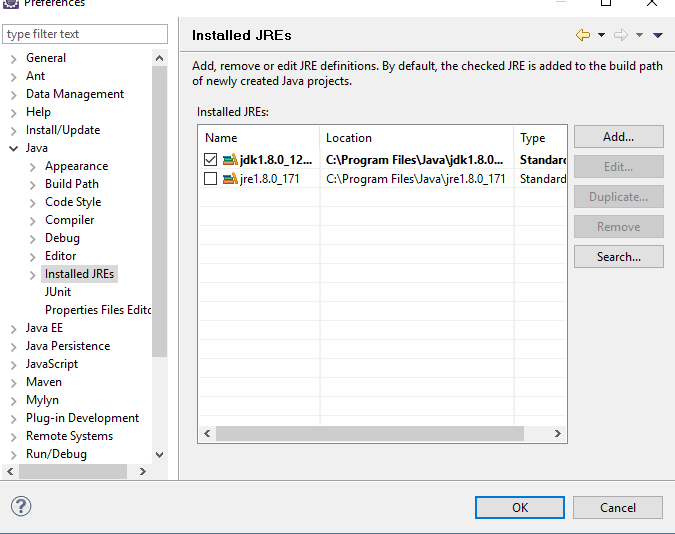 Preferences
type filter text
General
Ant
Data Management
Help
Install/Update
Java
Appearance
Build Path
Code Style
Compiler
Debug
Editor
Installed JREs
JUnit
Properties Files Edito
Java EE
Java Persistence
JavaScript
Maven
Mylyn
Plug-in Development
Remote Systems
Run/Debug
Installed JREs
Add, remove or edit JRE definitions. By default, the checked JRE is added to the build path
of newly created Java projects.
Installed JREs:
Name Location Type
jdk1.8.0_12... C:\Program Files\Java\jdk1.8.0... Standard
jre1.8.0_171 C:\Program Files\Java\jre1.8.0_171 Standard
Add...
Edit...
Duplicate...
Remove
Search...
?
OK Cancel